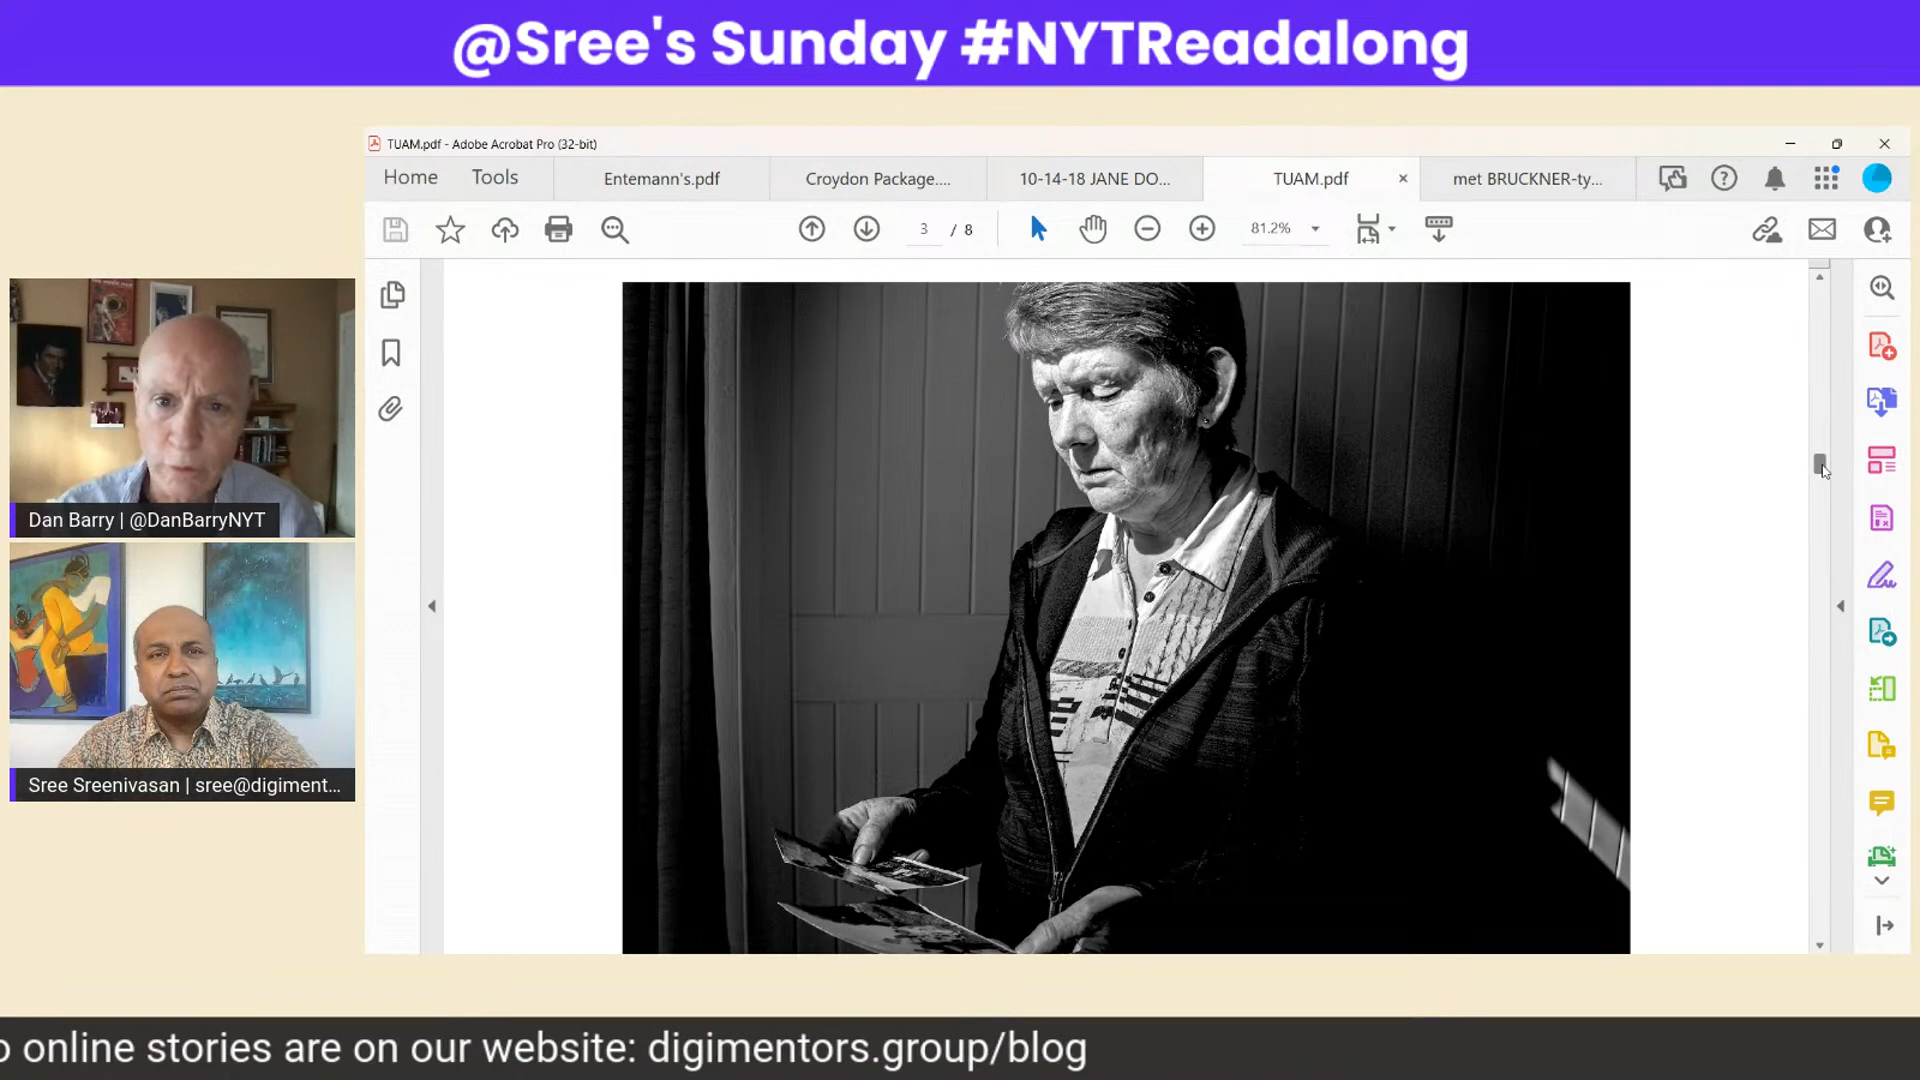 @Sree's Sunday #NYTReadalong
TUAM.pdf - Adobe Acrobat Pro (32-bit)
Home
Tools
Entemann's.pdf
Croydon Package....
10-14-18 JANE DO...
TUAM.pdf
met BRUCKNER-ty...
3 / 8
81.2%
Dan Barry | @DanBarryNYT
Sree Sreenivasan | sree@digiment...
o online stories are on our website: digimentors.group/blog